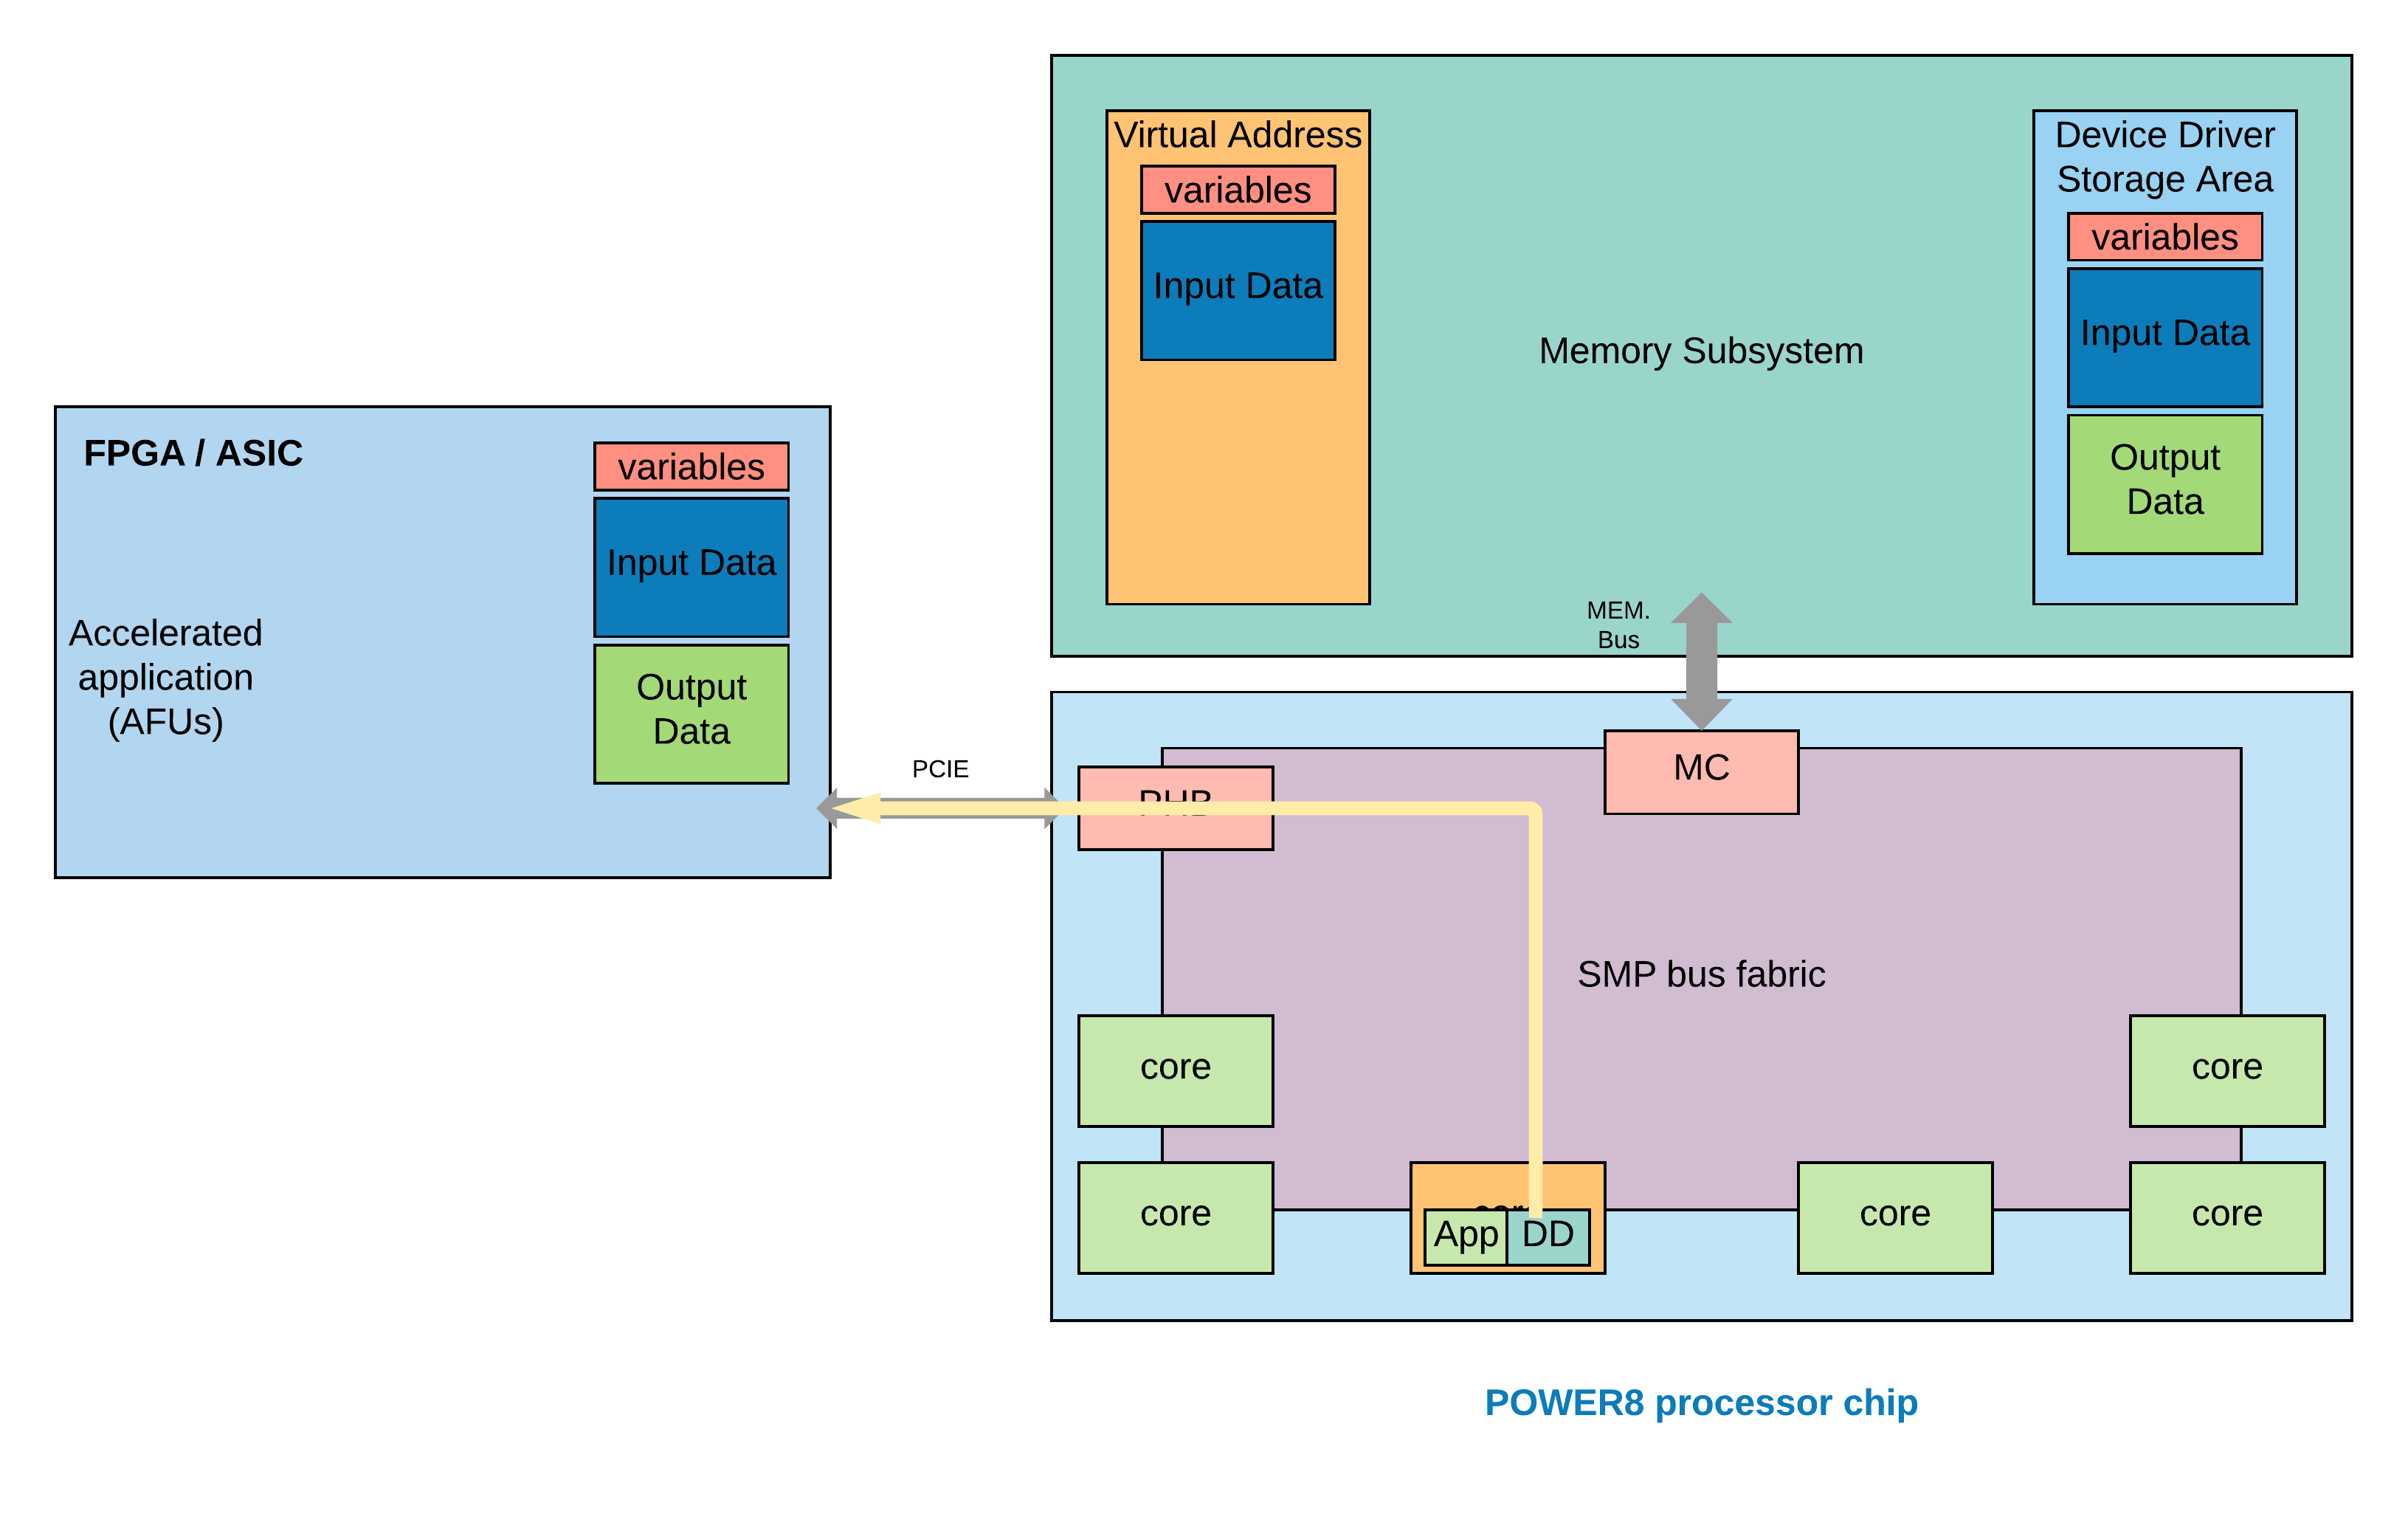 Virtual Address
variables
Input Data
Memory Subsystem
Device Driver
Storage Area
variables
Input Data
Output
Data
MEM.
Bus
FPGA / ASIC
Accelerated
application
(AFUs)
variables
Input Data
Output
Data
PCIE
PHB
MC
SMP bus fabric
core
core
core
core
App
DD
core
core
POWER8 processor chip